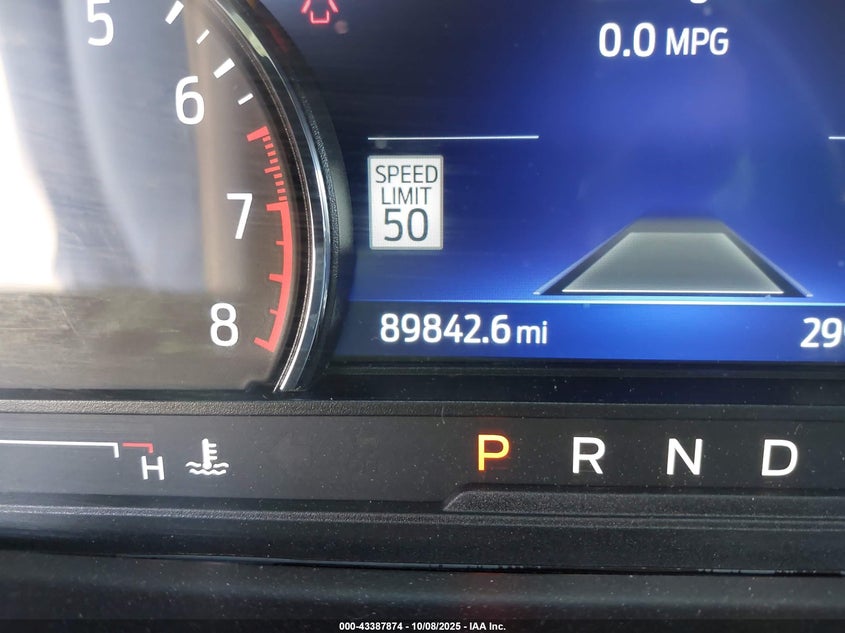 5
0.0 MPG
6
SPEED
LIMIT
50
7
8
89842.6 mi
29
H
P R N D
000-43387874 | 10/08/2025 - IAA Inc.